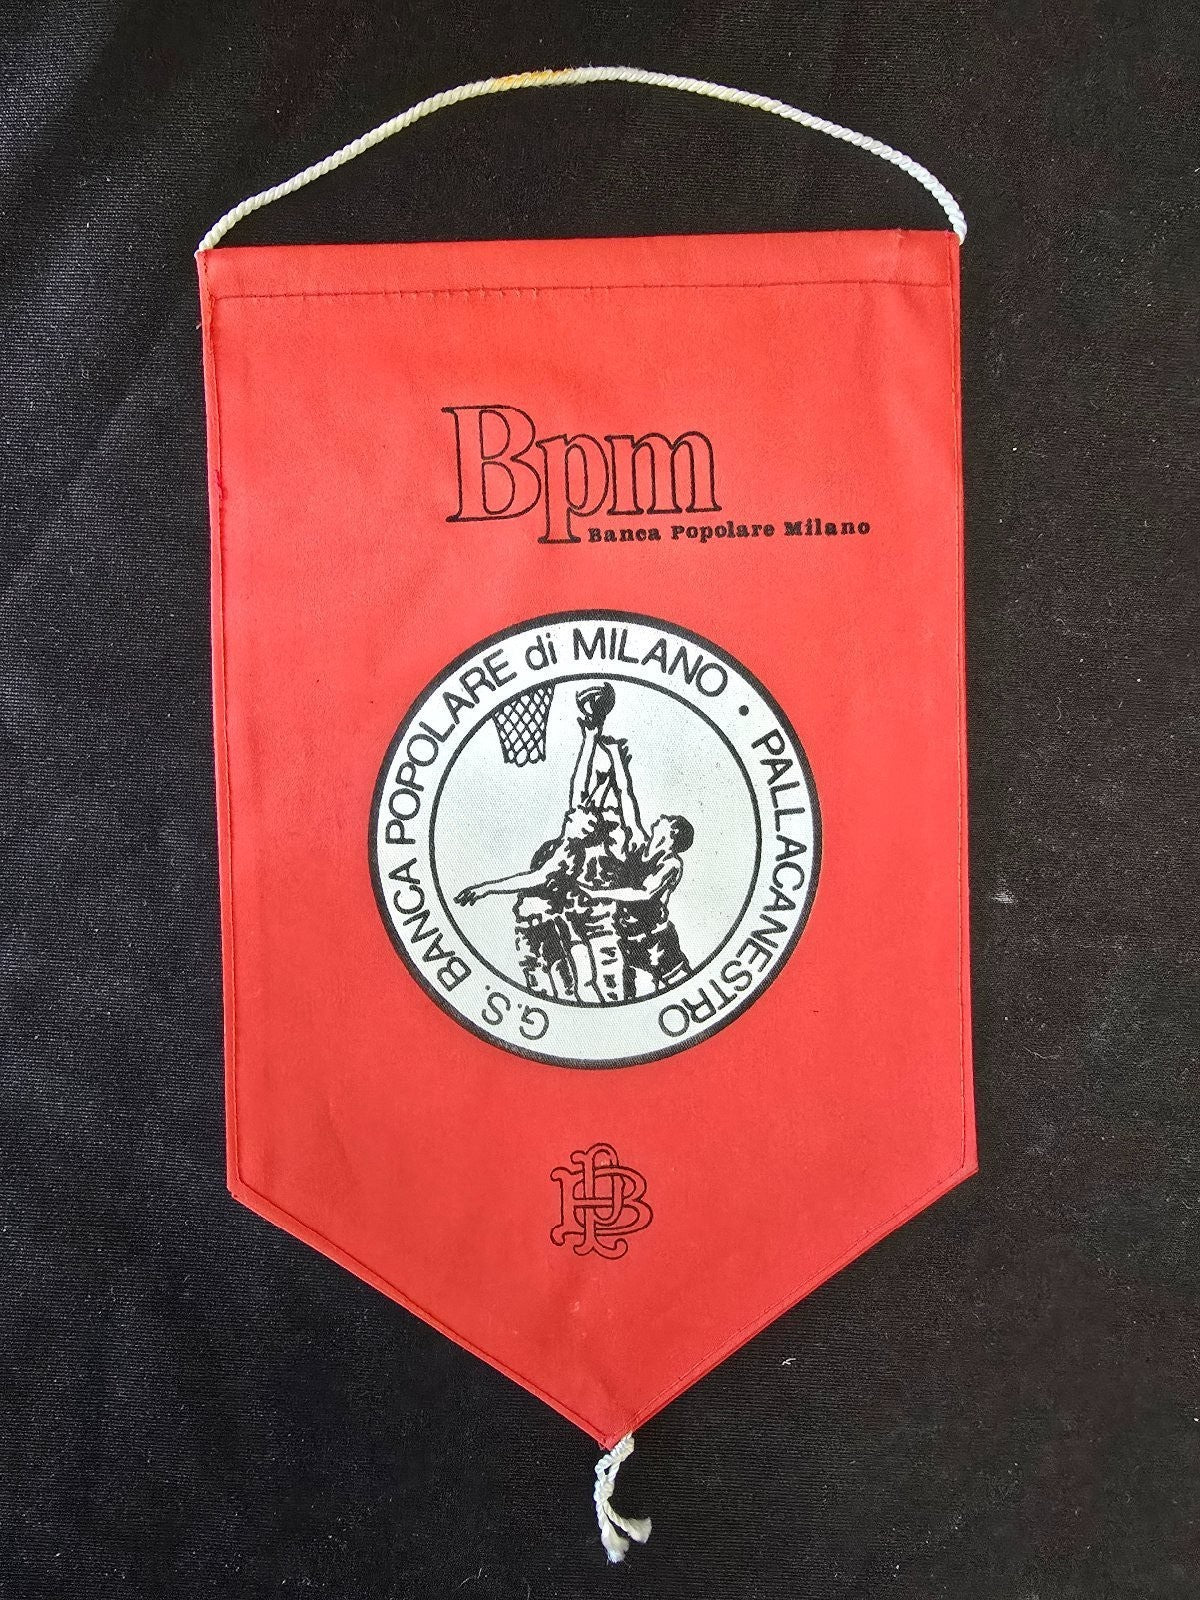 Bpm
Banca Popolare Milano
G.S. BANCA POPOLARE di MILANO • PALLACANESTRO